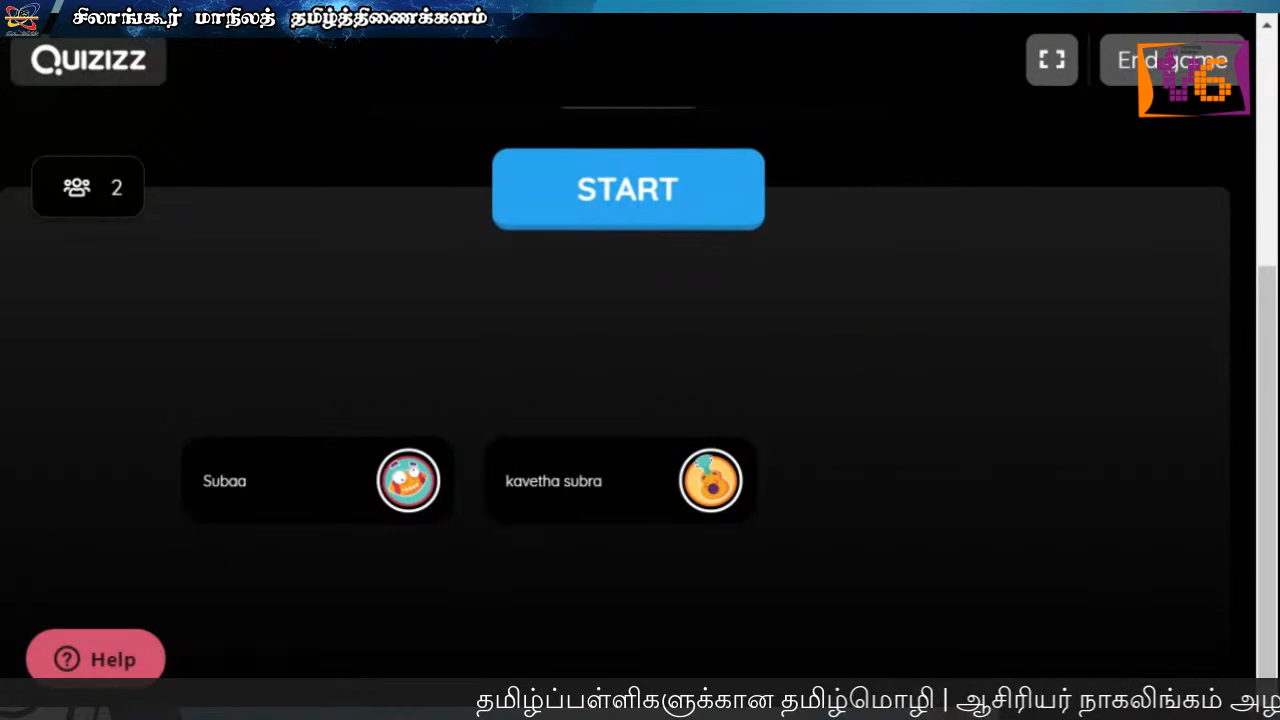 சிலாங்கூர் மாநிலத் தமிழ்த்திணைக்களம்
Quizizz
End game
2
START
Subaa
kavetha subra
Help
தமிழ்ப்பள்ளிகளுக்கான தமிழ்மொழி | ஆசிரியர் நாகலிங்கம் அழ